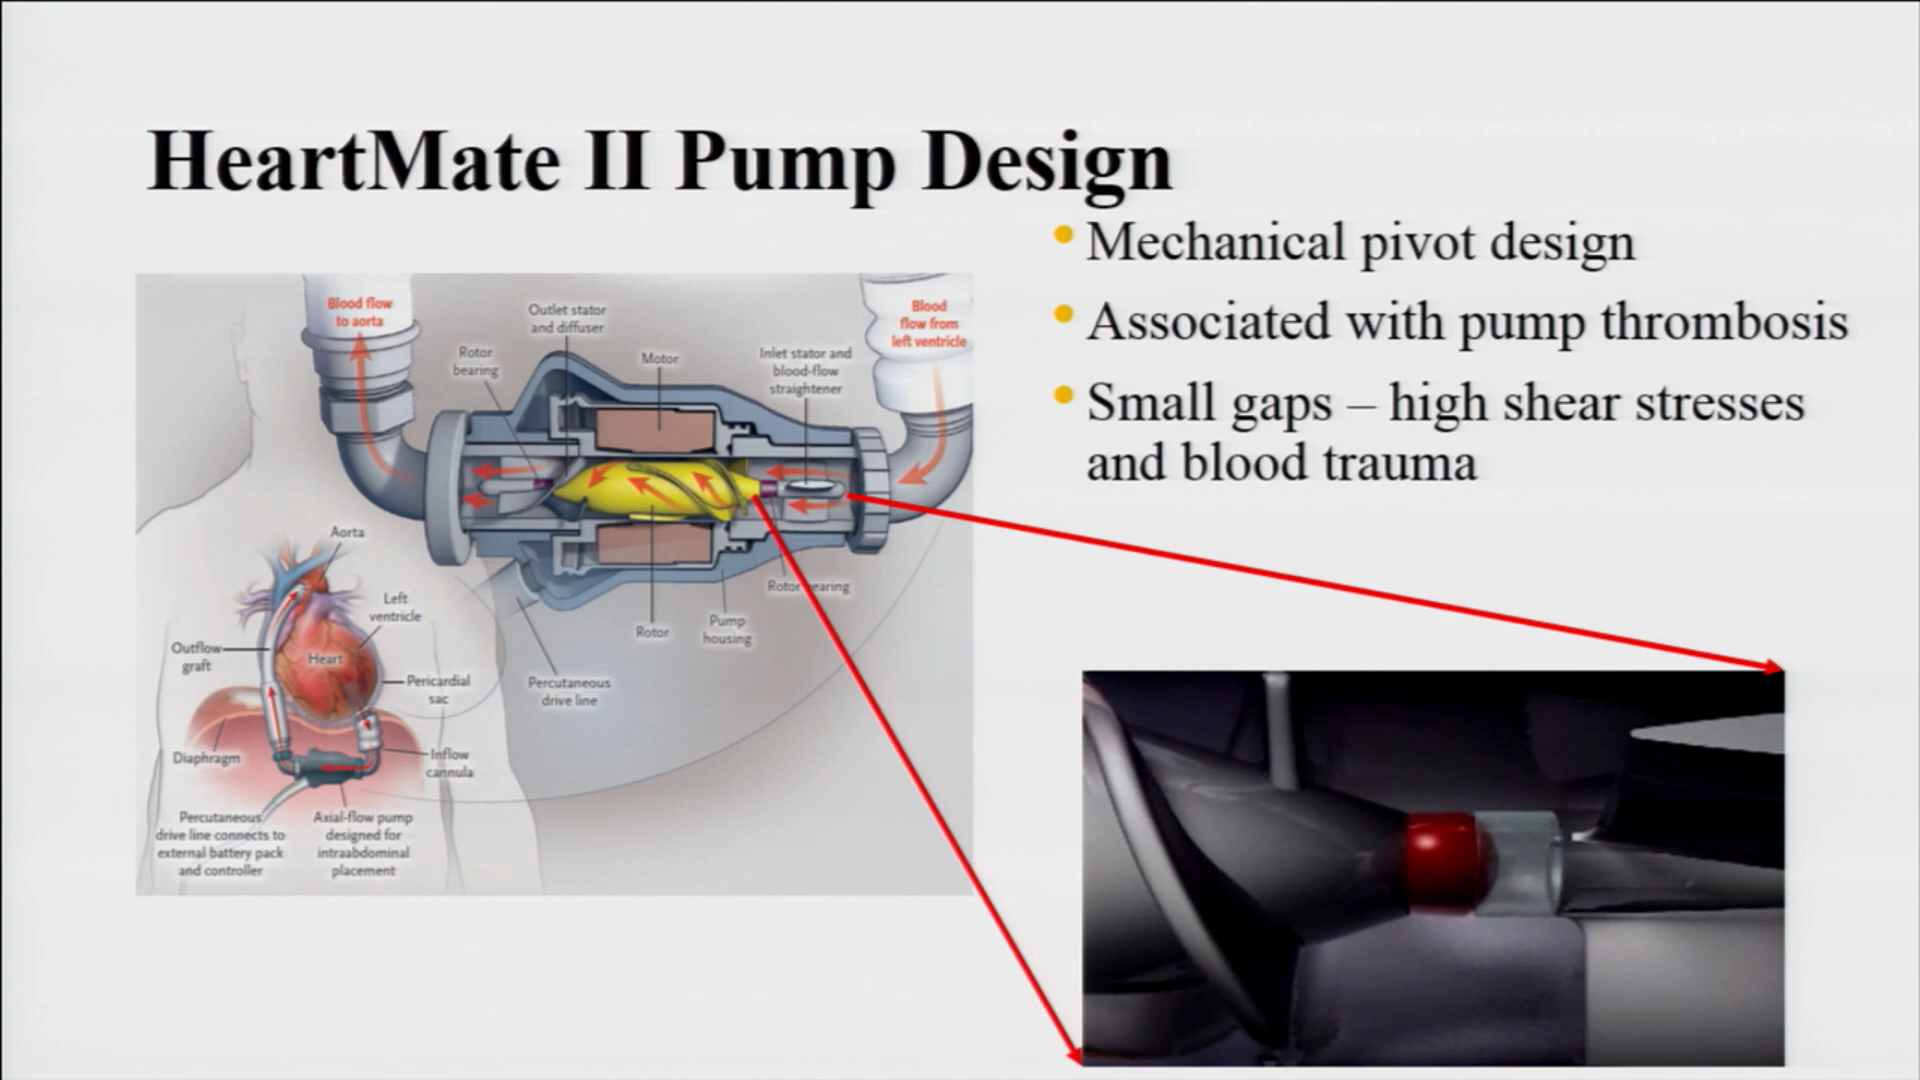 HeartMate II Pump Design
Mechanical pivot design
Associated with pump thrombosis
Small gaps – high shear stresses
and blood trauma
Blood flow
to aorta
Outlet stator
and diffuser
Blood
flow from
left ventricle
Rotor
bearing
Motor
Inlet stator and
blood-flow
straightener
Aorta
Rotor bearing
Left
ventricle
Rotor
Pump
housing
Outflow
graft
Heart
Pericardial
sac
Percutaneous
drive line
Diaphragm
Inflow
cannula
Percutaneous
drive line connects to
external battery pack
and controller
Axial-flow pump
designed for
intraabdominal
placement